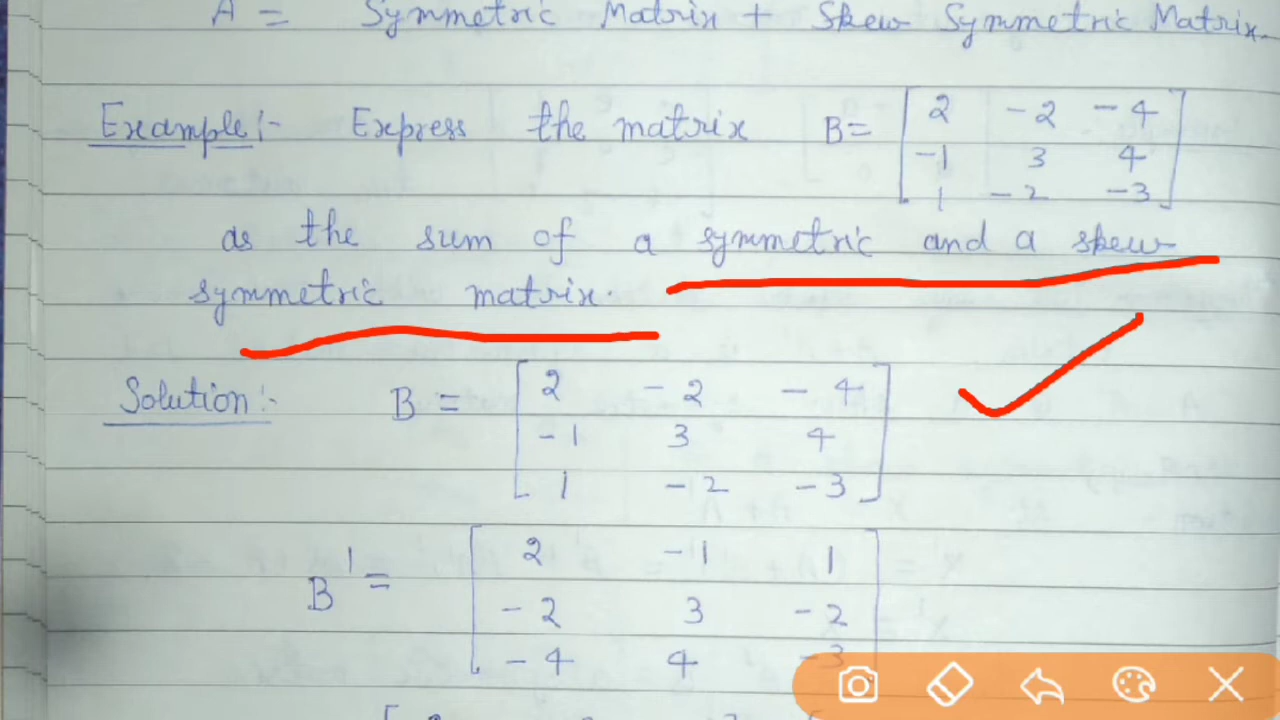 A = Symmetric Matrix + Skew Symmetric Matrix.
Example:- Express the matrix B = [2 -2 -4
-1 3 4
1 -2 -3]
as the sum of a symmetric and a skew
symmetric matrix.
Solution:- B = [2 -2 -4
-1 3 4
1 -2 -3]
B' = [2 -1 1
-2 3 -2
-4 4 -3]